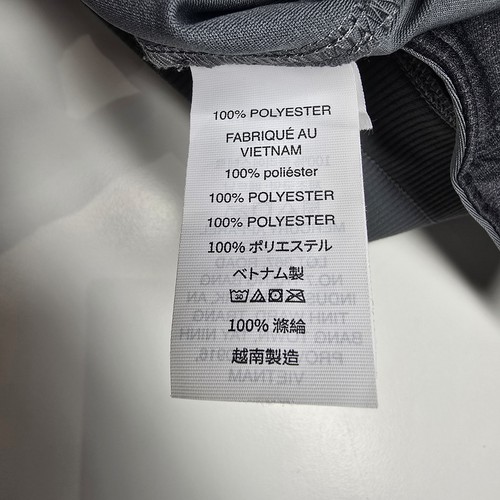 100% POLYESTER
FABRIQUÉ AU
VIETNAM
100% poliéster
100% POLYESTER
100% POLYESTER
100% ポリエステル
ベトナム製
100% 滌綸
越南製造